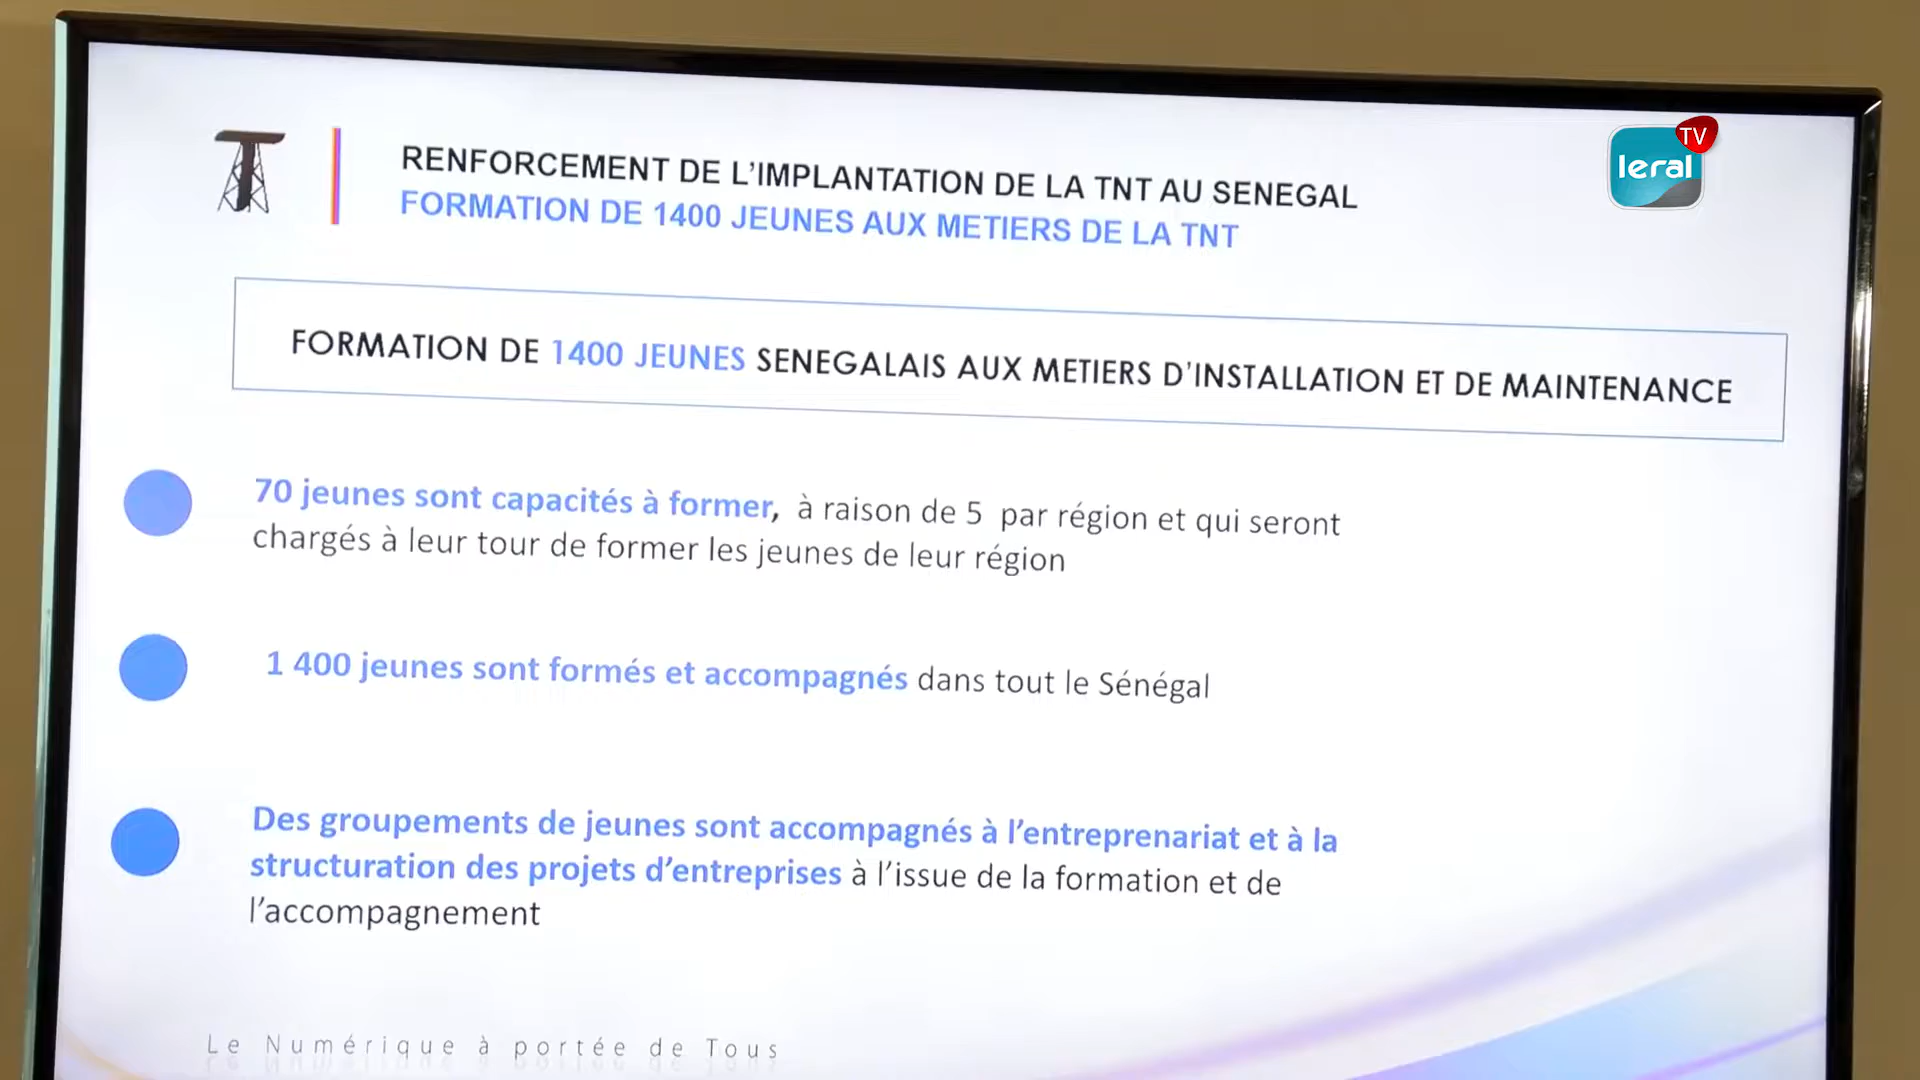 RENFORCEMENT DE L'IMPLANTATION DE LA TNT AU SENEGAL
FORMATION DE 1400 JEUNES AUX METIERS DE LA TNT
TV
leral
FORMATION DE 1400 JEUNES SENEGALAIS AUX METIERS D'INSTALLATION ET DE MAINTENANCE
70 jeunes sont capacités à former, à raison de 5 par région et qui seront
chargés à leur tour de former les jeunes de leur région
1 400 jeunes sont formés et accompagnés dans tout le Sénégal
Des groupements de jeunes sont accompagnés à l'entreprenariat et à la
structuration des projets d'entreprises à l'issue de la formation et de
l'accompagnement
Le Numérique à portée de Tous